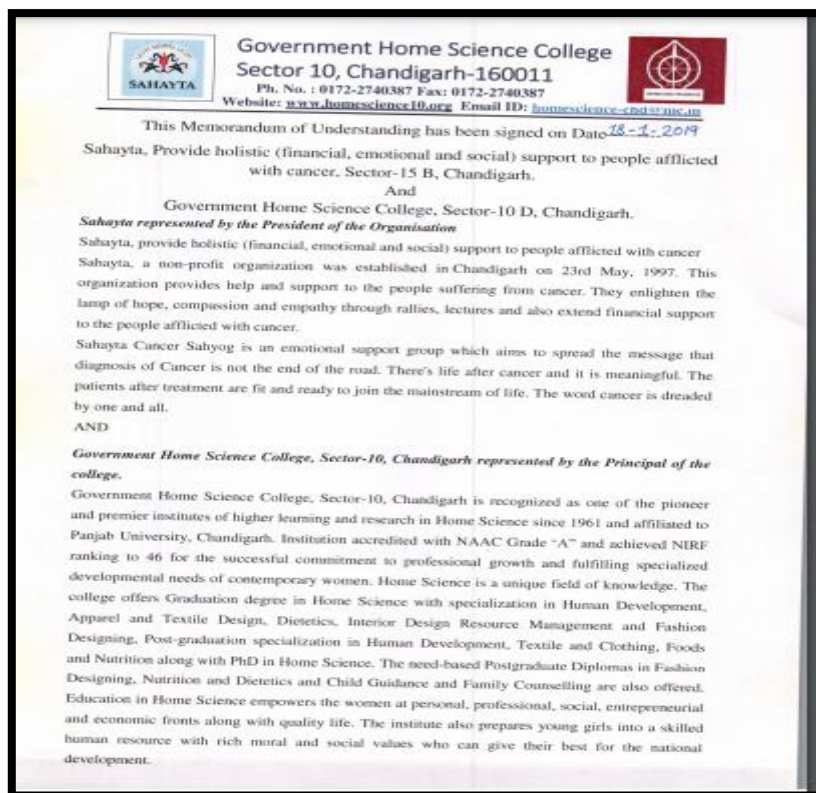 SAHAYTA
Government Home Science College
Sector 10, Chandigarh-160011
Ph. No. : 0172-2740387 Fax: 0172-2740387
Website: www.homescience10.org Email ID: homescience-chd@nic.in
This Memorandum of Understanding has been signed on Date 18-1-2019
Sahayta, Provide holistic (financial, emotional and social) support to people afflicted
with cancer, Sector-15 B, Chandigarh.
And
Government Home Science College, Sector-10 D, Chandigarh.
Sahayta represented by the President of the Organisation
Sahayta, provide holistic (financial, emotional and social) support to people afflicted with cancer
Sahayta, a non-profit organization was established in Chandigarh on 23rd May, 1997. This
organization provides help and support to the people suffering from cancer. They enlighten the
lamp of hope, compassion and empathy through rallies, lectures and also extend financial support
to the people afflicted with cancer.
Sahayta Cancer Sahyog is an emotional support group which aims to spread the message that
diagnosis of Cancer is not the end of the road. There's life after cancer and it is meaningful. The
patients after treatment are fit and ready to join the mainstream of life. The word cancer is dreaded
by one and all.
AND
Government Home Science College, Sector-10, Chandigarh represented by the Principal of the
college.
Government Home Science College, Sector-10, Chandigarh is recognized as one of the pioneer
and premier institutes of higher learning and research in Home Science since 1961 and affiliated to
Panjab University, Chandigarh. Institution accredited with NAAC Grade "A" and achieved NIRF
ranking to 46 for the successful commitment to professional growth and fulfilling specialized
developmental needs of contemporary women. Home Science is a unique field of knowledge. The
college offers Graduation degree in Home Science with specialization in Human Development,
Apparel and Textile Design, Dietetics, Interior Design Resource Management and Fashion
Designing, Post-graduation specialization in Human Development, Textile and Clothing, Foods
and Nutrition along with PhD in Home Science. The need-based Postgraduate Diplomas in Fashion
Designing, Nutrition and Dietetics and Child Guidance and Family Counselling are also offered.
Education in Home Science empowers the women at personal, professional, social, entrepreneurial
and economic fronts along with quality life. The institute also prepares young girls into a skilled
human resource with rich moral and social values who can give their best for the national
development.